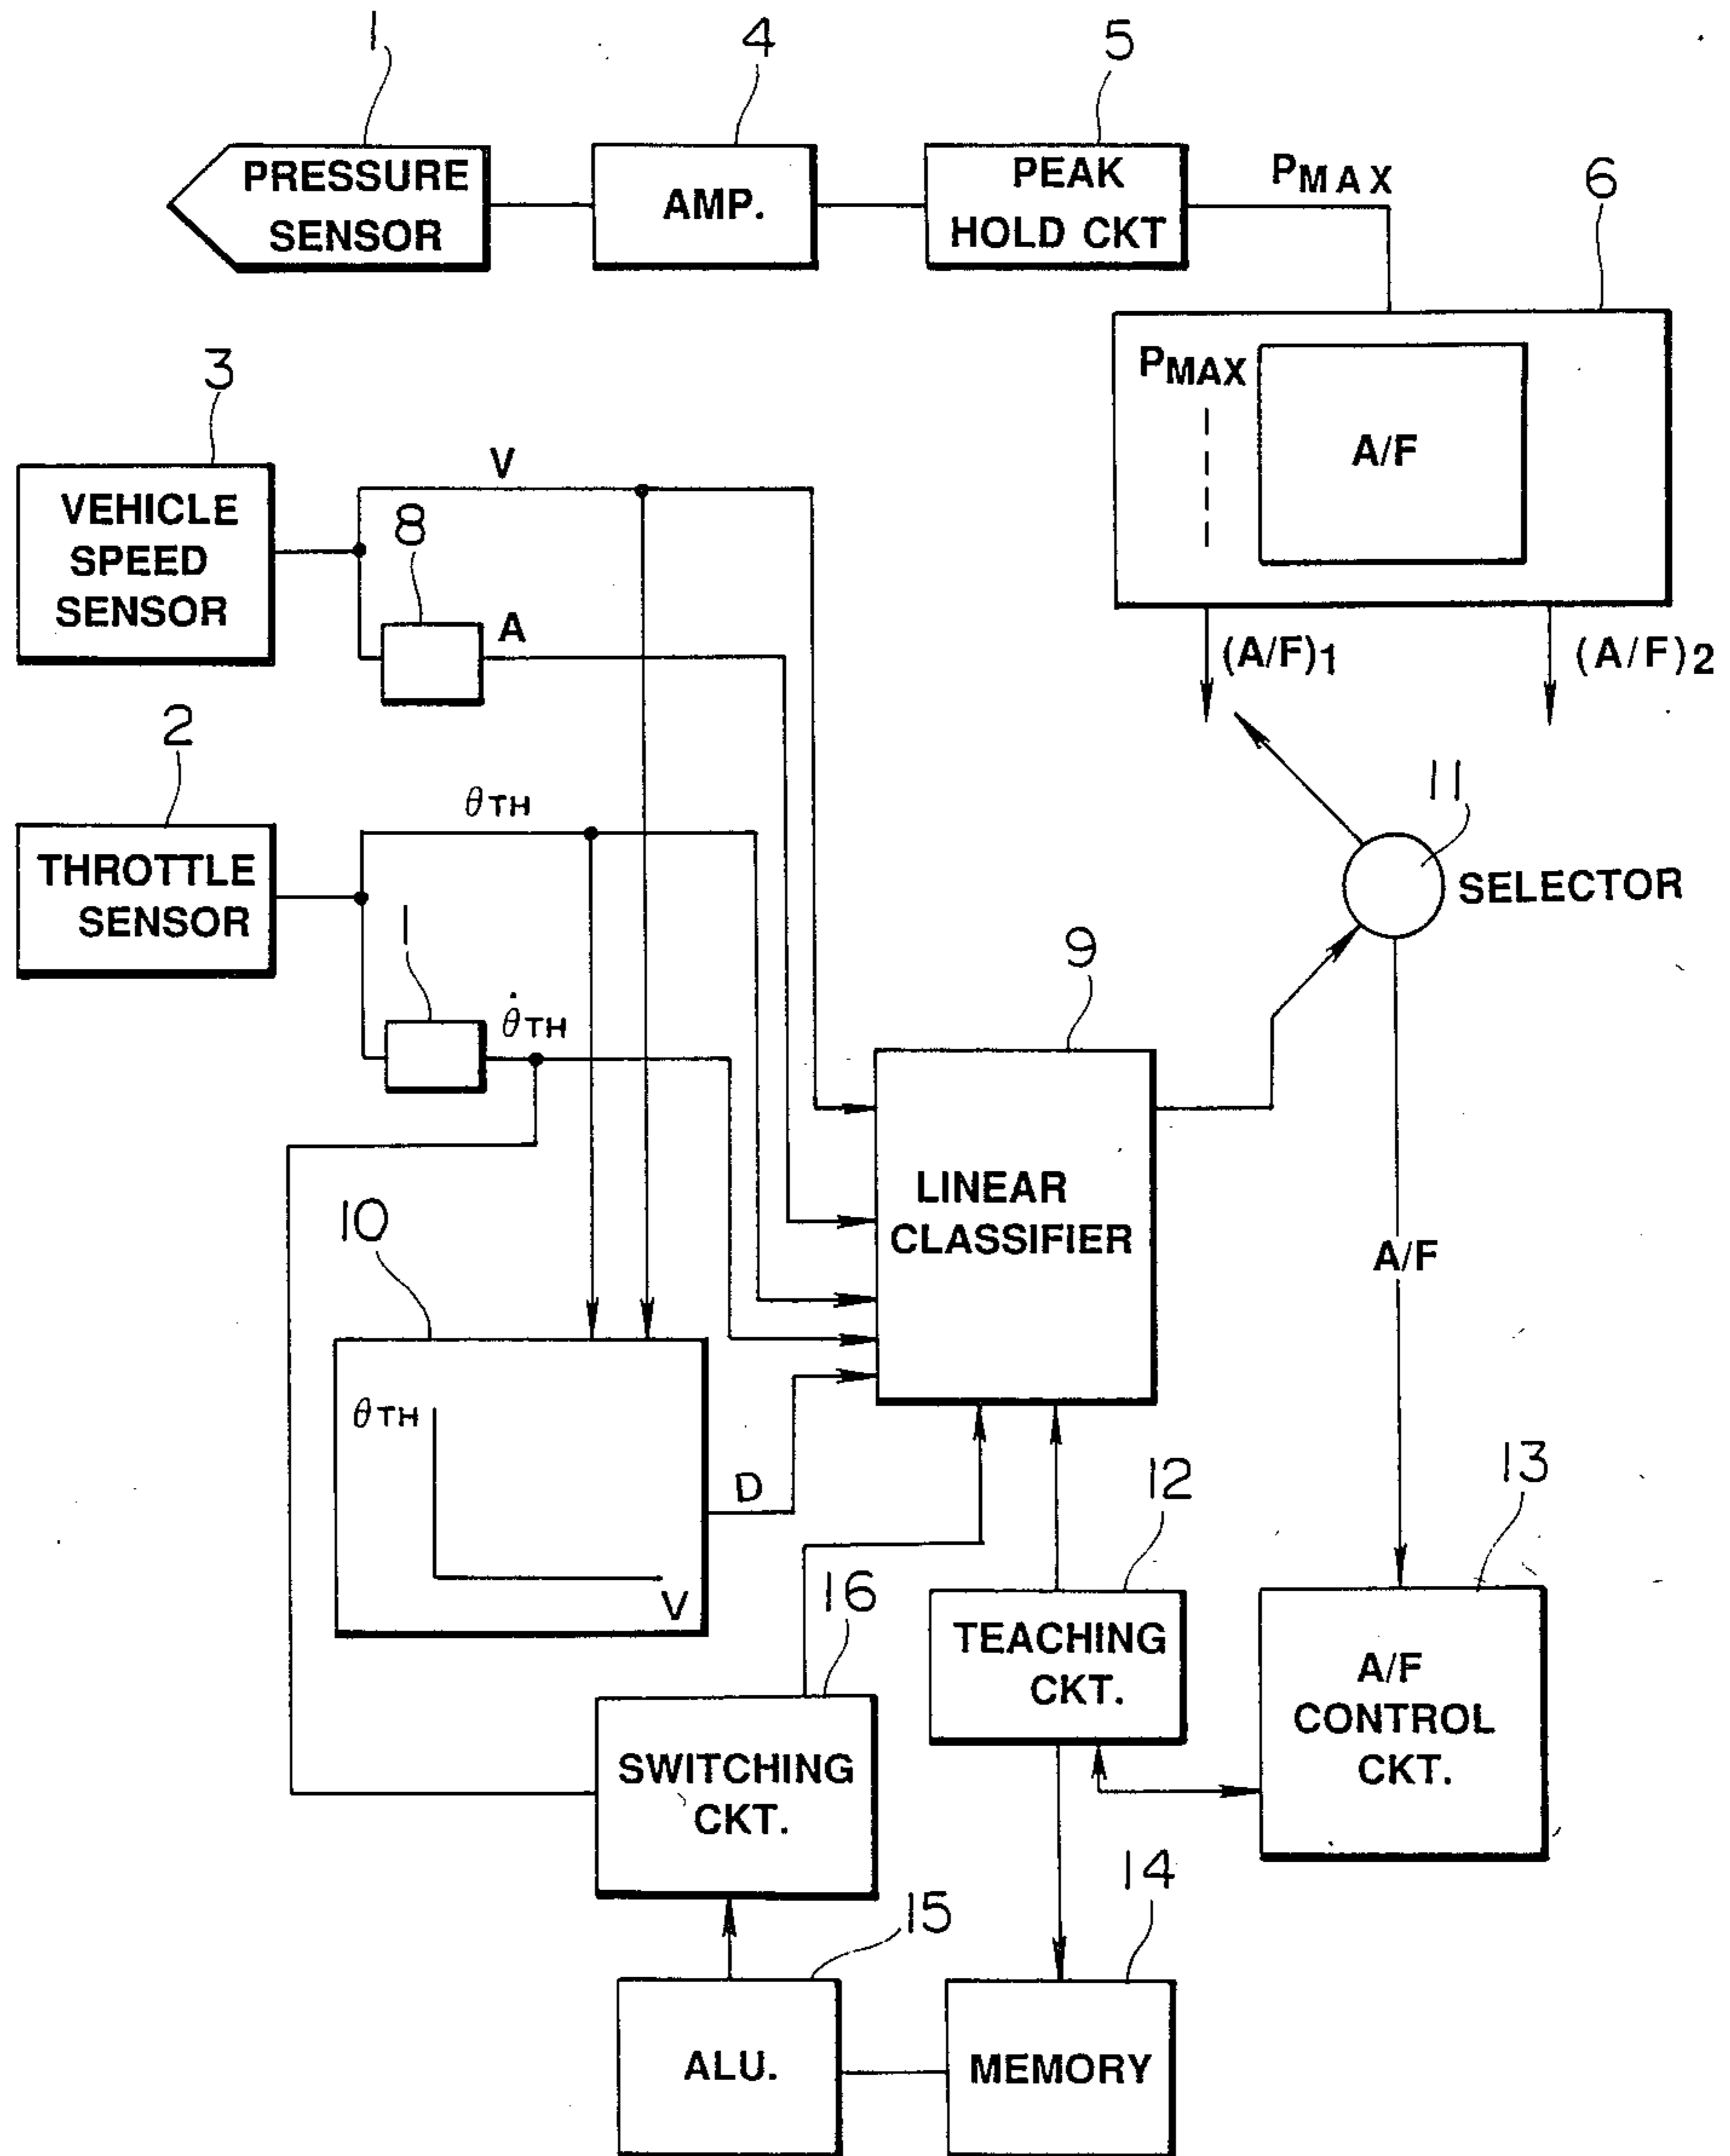 1
4
5
PRESSURE
SENSOR
AMP.
PEAK
HOLD CKT
PMAX
6
PMAX
A/F
3
VEHICLE
SPEED
SENSOR
V
8
A
(A/F)1
(A/F)2
2
THROTTLE
SENSOR
θTH
11
SELECTOR
1
θ̇TH
9
LINEAR
CLASSIFIER
A/F
10
θTH
V
D
12
13
16
TEACHING
CKT.
A/F
CONTROL
CKT.
SWITCHING
CKT.
14
15
ALU.
MEMORY